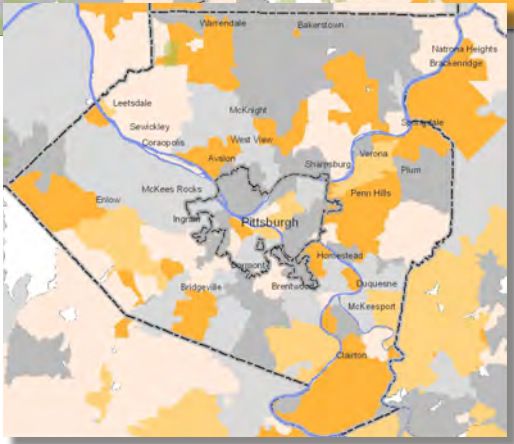 Warrendale
Bakerstown
Natrona Heights
Brackenridge
Leetsdale
McKnight
Springdale
Sewickley
Coraopolis
West View
Avalon
Sharpsburg
Verona
Plum
McKees Rocks
Penn Hills
Enlow
Ingram
Pittsburgh
Dormont
Homestead
Bridgeville
Brentwood
Duquesne
McKeesport
Clairton